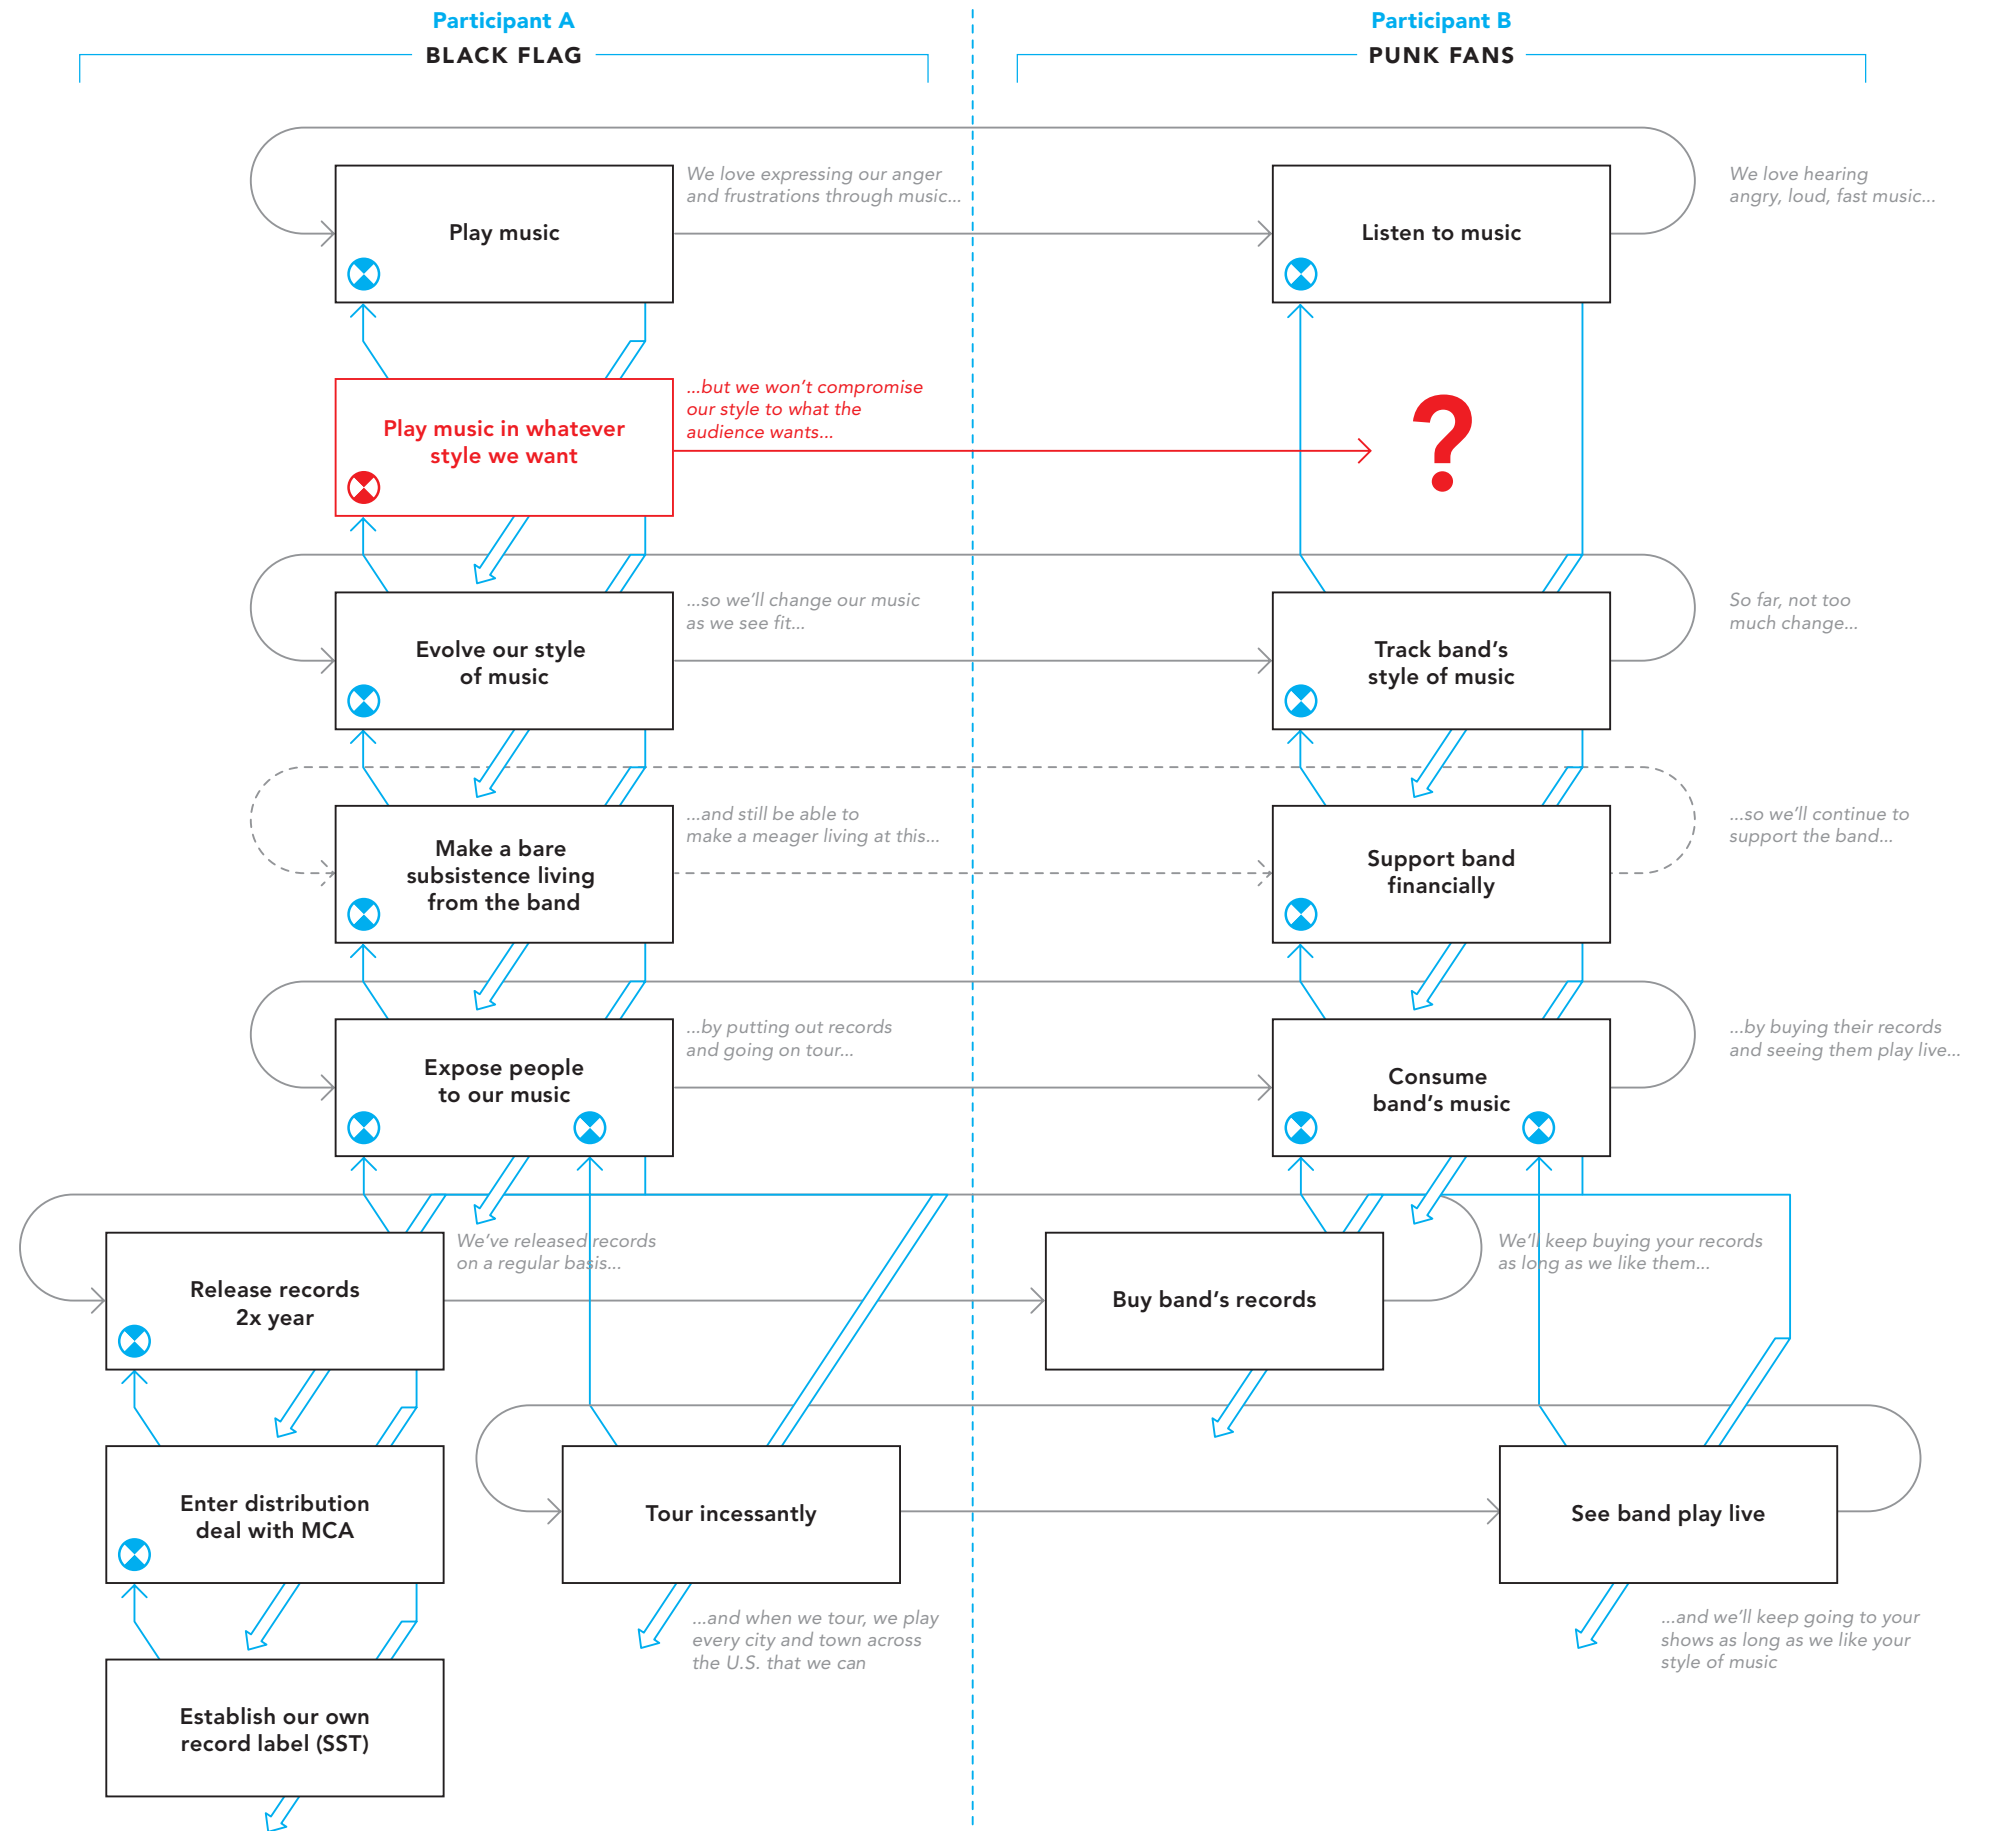 Participant A
BLACK FLAG
Participant B
PUNK FANS
Play music
We love expressing our anger
and frustrations through music...
Listen to music
We love hearing
angry, loud, fast music...
Play music in whatever
style we want
...but we won't compromise
our style to what the
audience wants...
?
Evolve our style
of music
...so we'll change our music
as we see fit...
Track band's
style of music
So far, not too
much change...
Make a bare
subsistence living
from the band
...and still be able to
make a meager living at this...
Support band
financially
...so we'll continue to
support the band...
Expose people
to our music
...by putting out records
and going on tour...
Consume
band's music
...by buying their records
and seeing them play live...
Release records
2x year
We've released records
on a regular basis...
Buy band's records
We'll keep buying your records
as long as we like them...
Enter distribution
deal with MCA
Tour incessantly
...and when we tour, we play
every city and town across
the U.S. that we can
See band play live
...and we'll keep going to your
shows as long as we like your
style of music
Establish our own
record label (SST)